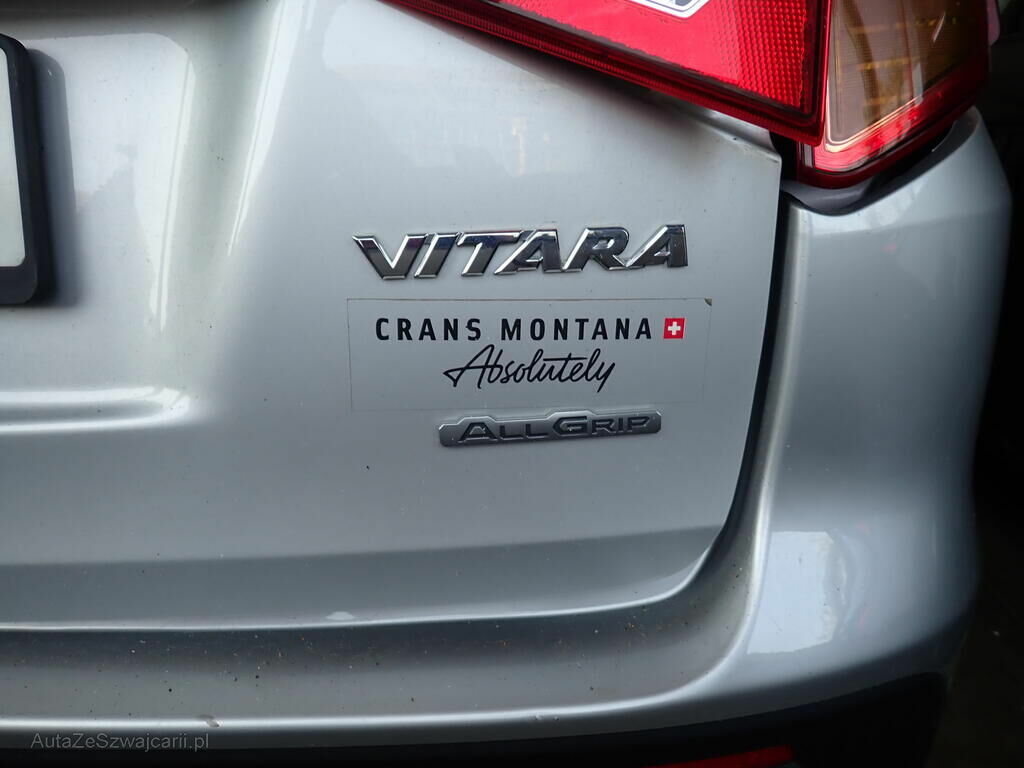 VITARA
CRANS MONTANA
Absolutely
ALLGRIP
AutaZeSzwajcarii.pl